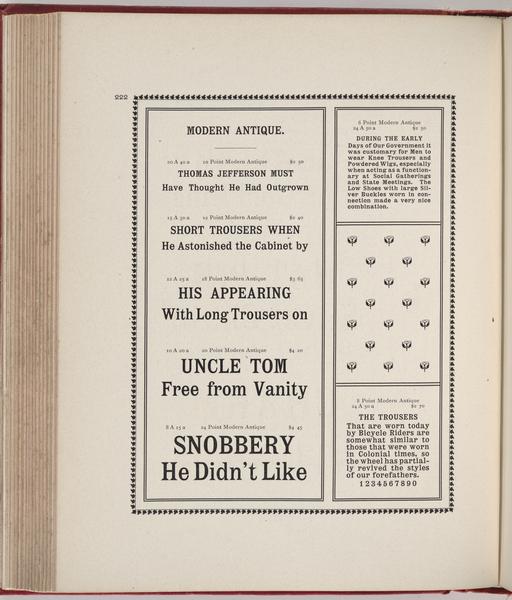 222
MODERN ANTIQUE.
20 A 40 a 10 Point Modern Antique $2 50
THOMAS JEFFERSON MUST
Have Thought He Had Outgrown
15 A 30 a 12 Point Modern Antique $2 40
SHORT TROUSERS WHEN
He Astonished the Cabinet by
12 A 25 a 18 Point Modern Antique $3 65
HIS APPEARING
With Long Trousers on
10 A 20 a 20 Point Modern Antique $4 20
UNCLE TOM
Free from Vanity
8 A 15 a 24 Point Modern Antique $4 45
SNOBBERY
He Didn't Like
6 Point Modern Antique
24 A 50 a $2 50
DURING THE EARLY
Days of Our Government it
was customary for Men to
wear Knee Trousers and
Powdered Wigs, especially
when acting as a function-
ary at Social Gatherings
and State Meetings. The
Low Shoes with large Sil-
ver Buckles worn in con-
nection made a very nice
combination.
8 Point Modern Antique
24 A 50 a $2 70
THE TROUSERS
That are worn today
by Bicycle Riders are
somewhat similar to
those that were worn
in Colonial times, so
the wheel has partial-
ly revived the styles
of our forefathers.
1234567890